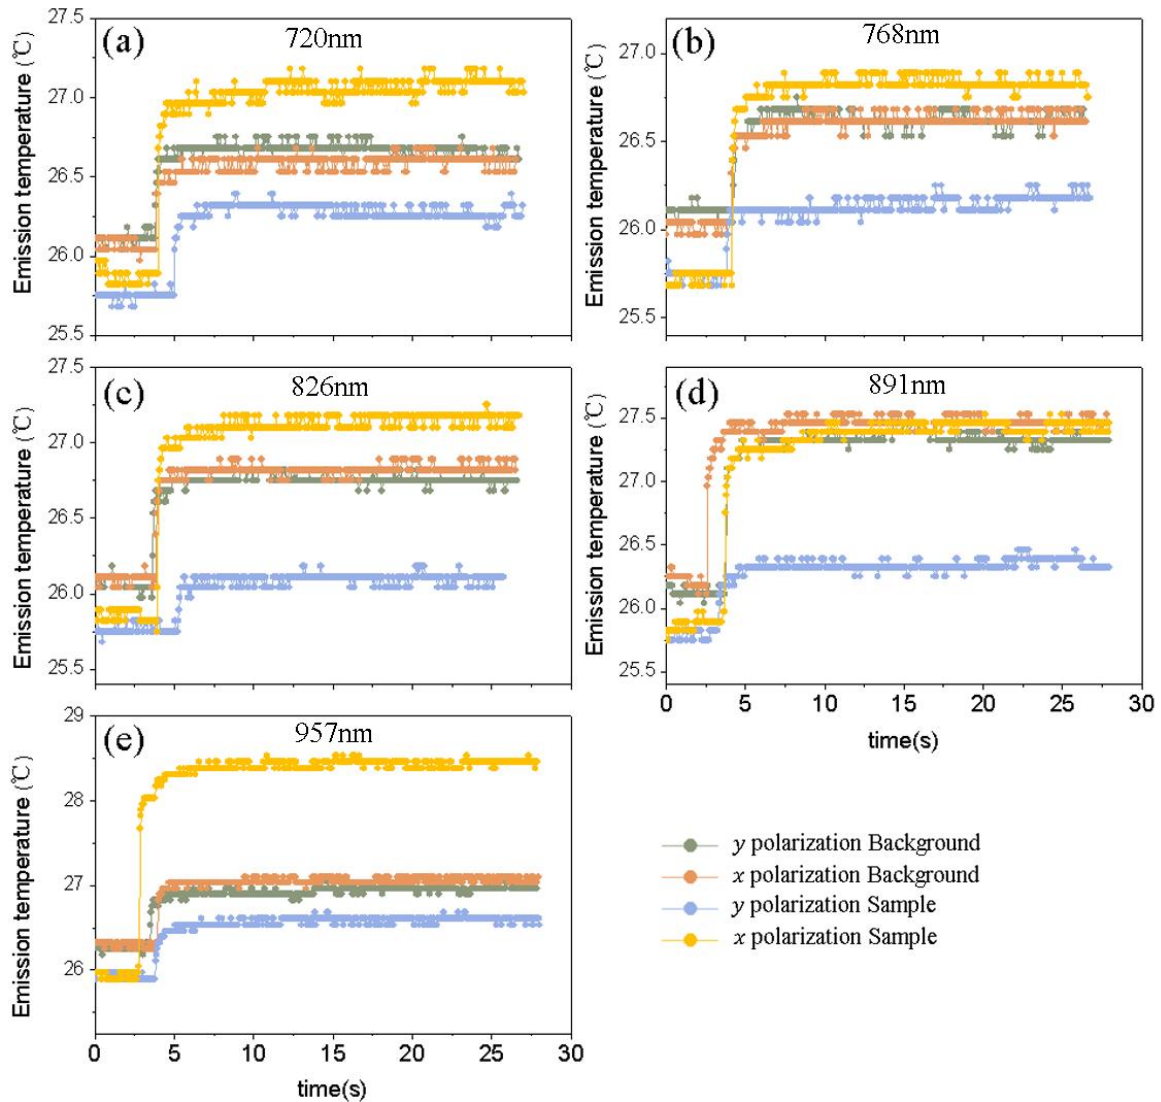 (a)
720nm
Emission temperature (℃)
27.5
27.0
26.5
26.0
25.5
(b)
768nm
Emission temperature (℃)
27.0
26.5
26.0
25.5
(c)
826nm
Emission temperature (℃)
27.5
27.0
26.5
26.0
25.5
(d)
891nm
Emission temperature (℃)
27.5
27.0
26.5
26.0
25.5
0 5 10 15 20 25 30
time(s)
(e)
957nm
Emission temperature (℃)
29
28
27
26
0 5 10 15 20 25 30
time(s)
y polarization Background
x polarization Background
y polarization Sample
x polarization Sample